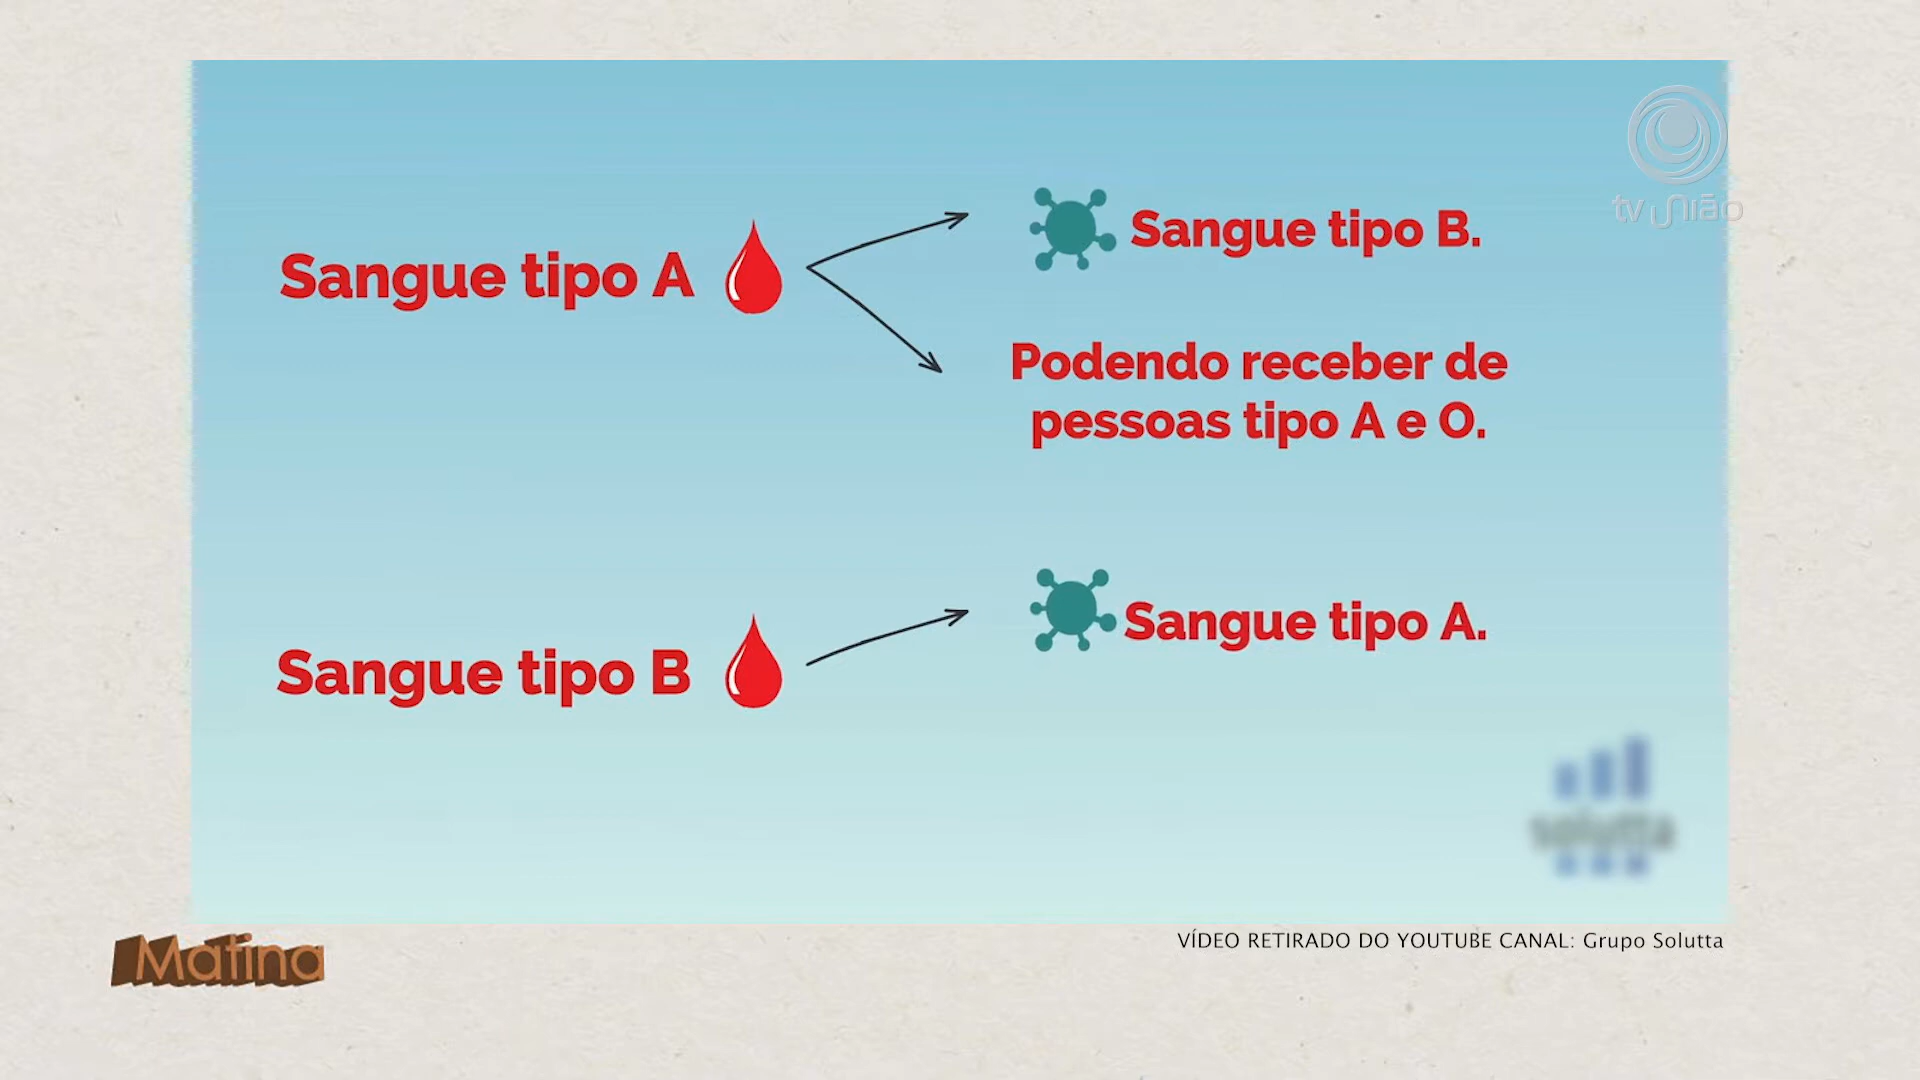 tv união
Sangue tipo A
Sangue tipo B.
Podendo receber de
pessoas tipo A e O.
Sangue tipo B
Sangue tipo A.
solutta
Matina
VÍDEO RETIRADO DO YOUTUBE CANAL: Grupo Solutta